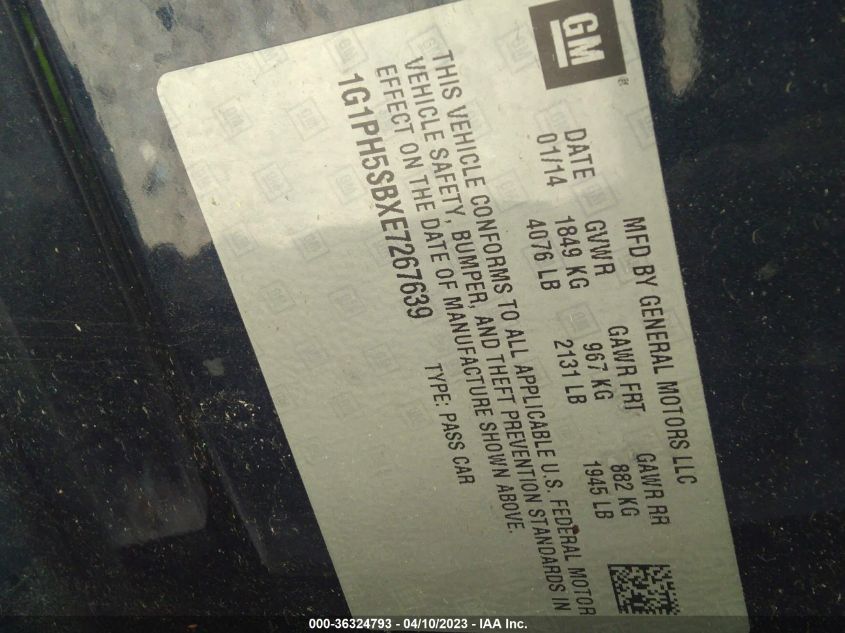 GM
MFD BY GENERAL MOTORS LLC
DATE GVWR GAWR FRT GAWR RR
01/14 1849 KG 967 KG 882 KG
4076 LB 2131 LB 1945 LB
THIS VEHICLE CONFORMS TO ALL APPLICABLE U.S. FEDERAL MOTOR
VEHICLE SAFETY, BUMPER, AND THEFT PREVENTION STANDARDS IN
EFFECT ON THE DATE OF MANUFACTURE SHOWN ABOVE.
1G1PH5SBXE7267639 TYPE: PASS CAR
000-36324793 - 04/10/2023 - IAA Inc.